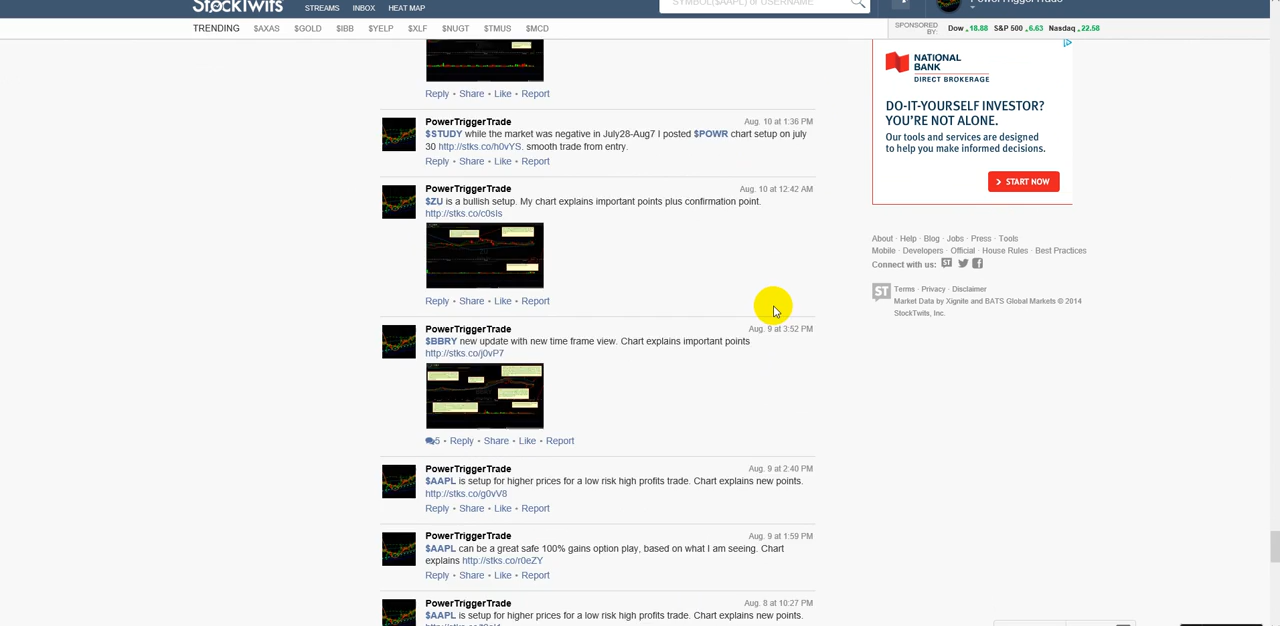 StockTwits
STREAMS INBOX HEAT MAP
SYMBOL($AAPL) or USERNAME
PowerTriggerTrade
TRENDING $AXAS $GOLD $IBB $YELP $XLF $NUGT $TMUS $MCD
SPONSORED BY: Dow 18.88 S&P 500 6.63 Nasdaq 22.58
Reply • Share • Like • Report
PowerTriggerTrade Aug. 10 at 1:36 PM
$STUDY while the market was negative in July28-Aug7 I posted $POWR chart setup on july
30 http://stks.co/h0vYS. smooth trade from entry.
Reply • Share • Like • Report
PowerTriggerTrade Aug. 10 at 12:42 AM
$ZU is a bullish setup. My chart explains important points plus confirmation point.
http://stks.co/c0sIs
Reply • Share • Like • Report
PowerTriggerTrade Aug. 9 at 3:52 PM
$BBRY new update with new time frame view. Chart explains important points
http://stks.co/j0vP7
5 • Reply • Share • Like • Report
PowerTriggerTrade Aug. 9 at 2:40 PM
$AAPL is setup for higher prices for a low risk high profits trade. Chart explains new points.
http://stks.co/g0vV8
Reply • Share • Like • Report
PowerTriggerTrade Aug. 9 at 1:59 PM
$AAPL can be a great safe 100% gains option play, based on what I am seeing. Chart
explains http://stks.co/r0eZY
Reply • Share • Like • Report
PowerTriggerTrade Aug. 8 at 10:27 PM
$AAPL is setup for higher prices for a low risk high profits trade. Chart explains new points.
NATIONAL
BANK
DIRECT BROKERAGE
DO-IT-YOURSELF INVESTOR?
YOU'RE NOT ALONE.
Our tools and services are designed
to help you make informed decisions.
> START NOW
About · Help · Blog · Jobs · Press · Tools
Mobile · Developers · Official · House Rules · Best Practices
Connect with us: ST
ST Terms · Privacy · Disclaimer
Market Data by Xignite and BATS Global Markets © 2014
StockTwits, Inc.